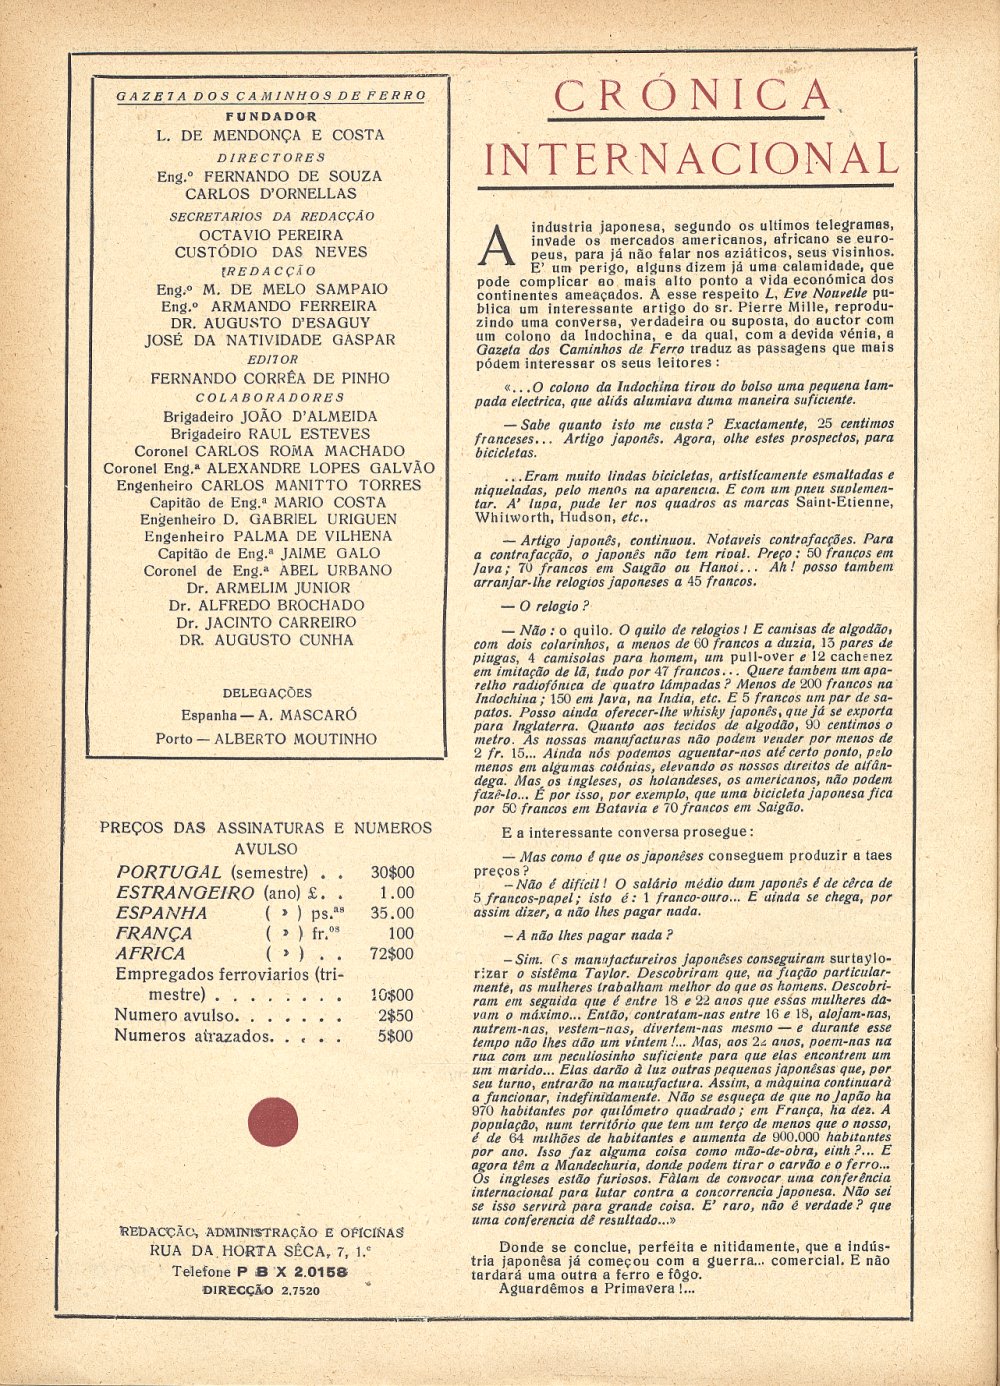 GAZETA DOS CAMINHOS DE FERRO
FUNDADOR
L. DE MENDONÇA E COSTA
DIRECTORES
Eng.º FERNANDO DE SOUZA
CARLOS D'ORNELLAS
SECRETARIOS DA REDACÇÃO
OCTAVIO PEREIRA
CUSTÓDIO DAS NEVES
REDACÇÃO
Eng.º M. DE MELO SAMPAIO
Eng.º ARMANDO FERREIRA
DR. AUGUSTO D'ESAGUY
JOSÉ DA NATIVIDADE GASPAR
EDITOR
FERNANDO CORRÊA DE PINHO
COLABORADORES
Brigadeiro JOÃO D'ALMEIDA
Brigadeiro RAUL ESTEVES
Coronel CARLOS ROMA MACHADO
Coronel Eng.ª ALEXANDRE LOPES GALVÃO
Engenheiro CARLOS MANITTO TORRES
Capitão de Eng.ª MARIO COSTA
Engenheiro D. GABRIEL URIGUEN
Engenheiro PALMA DE VILHENA
Capitão de Eng.ª JAIME GALO
Coronel de Eng.ª ABEL URBANO
Dr. ARMELIM JUNIOR
Dr. ALFREDO BROCHADO
Dr. JACINTO CARREIRO
DR. AUGUSTO CUNHA
DELEGAÇÕES
Espanha — A. MASCARÓ
Porto — ALBERTO MOUTINHO
PREÇOS DAS ASSINATURAS E NUMEROS
AVULSO
PORTUGAL (semestre) . . 30$00
ESTRANGEIRO (ano) £. . 1.00
ESPANHA ( » ) ps.ᵃˢ 35.00
FRANÇA ( » ) fr.ᵒˢ 100
AFRICA ( » ) . . 72$00
Empregados ferroviarios (tri-
mestre) . . . . . . . . 10$00
Numero avulso. . . . . . . 2$50
Numeros atrazados. . . . . 5$00
REDACÇÃO, ADMINISTRAÇÃO E OFICINAS
RUA DA HORTA SÊCA, 7, 1.º
Telefone P B X 2.0158
DIRECÇÃO 2.7520
CRÓNICA
INTERNACIONAL
A industria japonesa, segundo os ultimos telegramas,
invade os mercados americanos, africano se euro-
peus, para já não falar nos aziáticos, seus visinhos.
E' um perigo, alguns dizem já uma calamidade, que
pode complicar ao mais alto ponto a vida económica dos
continentes ameaçados. A esse respeito L, Eve Nouvelle pu-
blica um interessante artigo do sr. Pierre Mille, reprodu-
zindo uma conversa, verdadeira ou suposta, do auctor com
um colono da Indochina, e da qual, com a devida vénia, a
Gazeta dos Caminhos de Ferro traduz as passagens que mais
pódem interessar os seus leitores :
«...O colono da Indochina tirou do bolso uma pequena lam-
pada electrica, que aliás alumiava duma maneira suficiente.
— Sabe quanto isto me custa ? Exactamente, 25 centimos
franceses... Artigo japonês. Agora, olhe estes prospectos, para
bicicletas.
...Eram muito lindas bicicletas, artisticamente esmaltadas e
niqueladas, pelo menos na aparencia. E com um pneu suplemen-
tar. A' lupa, pude ler nos quadros as marcas Saint-Etienne,
Whitworth, Hudson, etc..
— Artigo japonês, continuou. Notaveis contrafacções. Para
a contrafacção, o japonês não tem rival. Preço : 50 francos em
Java ; 70 francos em Saigão ou Hanoi... Ah ! posso tambem
arranjar-lhe relogios japoneses a 45 francos.
— O relogio ?
— Não : o quilo. O quilo de relogios ! E camisas de algodão,
com dois colarinhos, a menos de 60 francos a duzia, 13 pares de
piugas, 4 camisolas para homem, um pull-over e 12 cachenez
em imitação de lã, tudo por 47 francos... Quere tambem um apa-
relho radiofónico de quatro lâmpadas ? Menos de 200 francos na
Indochina ; 150 em Java, na India, etc. E 5 francos um par de sa-
patos. Posso ainda oferecer-lhe whisky japonês, que já se exporta
para Inglaterra. Quanto aos tecidos de algodão, 90 centimos o
metro. As nossas manufacturas não podem vender por menos de
2 fr. 15... Ainda nós podemos aguentar-nos até certo ponto, pelo
menos em algumas colónias, elevando os nossos direitos de alfân-
dega. Mas os ingleses, os holandeses, os americanos, não podem
fazê-lo... É por isso, por exemplo, que uma bicicleta japonesa fica
por 50 francos em Batavia e 70 francos em Saigão.
E a interessante conversa prosegue :
— Mas como é que os japonêses conseguem produzir a taes
preços ?
— Não é difícil ! O salário médio dum japonês é de cêrca de
5 francos-papel ; isto é : 1 franco-ouro... E ainda se chega, por
assim dizer, a não lhes pagar nada.
— A não lhes pagar nada ?
— Sim. Os manufactureiros japonêses conseguiram surtaylo-
rizar o sistêma Taylor. Descobriram que, na fiação particular-
mente, as mulheres trabalham melhor do que os homens. Descobri-
ram em seguida que é entre 18 e 22 anos que essas mulheres dá-
vam o máximo... Então, contratam-nas entre 16 e 18, alojam-nas,
nutrem-nas, vestem-nas, divertem-nas mesmo — e durante esse
tempo não lhes dão um vintem !... Mas, aos 22 anos, poem-nas na
rua com um peculiosinho suficiente para que elas encontrem um
um marido... Elas darão à luz outras pequenas japonêsas que, por
seu turno, entrarão na manufactura. Assim, a màquina continuará
a funcionar, indefinidamente. Não se esqueça de que no Japão ha
970 habitantes por quilómetro quadrado ; em França, ha dez. A
população, num território que tem um terço de menos que o nosso,
é de 64 milhões de habitantes e aumenta de 900.000 habitantes
por ano. Isso faz alguma coisa como mão-de-obra, einh ?... E
agora têm a Mandechuria, donde podem tirar o carvão e o ferro...
Os ingleses estão furiosos. Fàlam de convocar uma conferência
internacional para lutar contra a concorrencia japonesa. Não sei
se isso servirà para grande coisa. E' raro, não é verdade ? que
uma conferencia dê resultado...»
Donde se conclue, perfeita e nitidamente, que a indús-
tria japonêsa já começou com a guerra... comercial. E não
tardará uma outra a ferro e fôgo.
Aguardêmos a Primavera !...